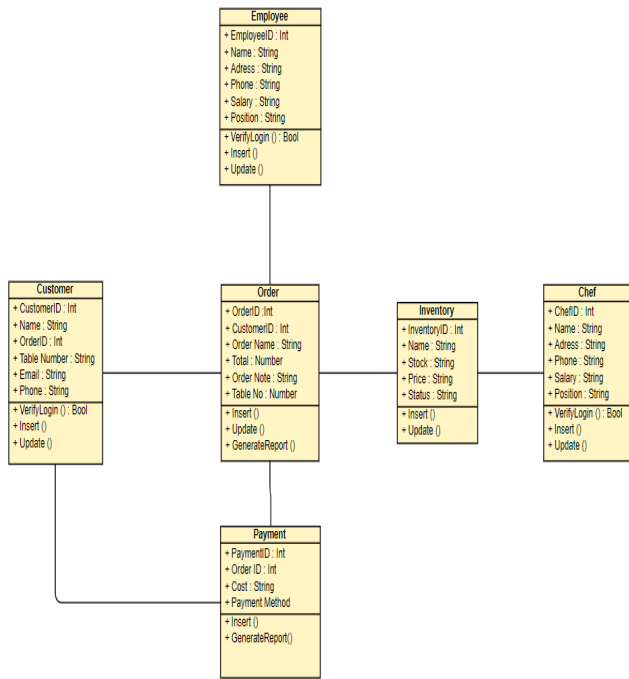 Employee
+ EmployeeID : Int
+ Name : String
+ Adress : String
+ Phone : String
+ Salary : String
+ Position : String
+ VerifyLogin () : Bool
+ Insert ()
+ Update ()
Customer
+ CustomerID : Int
+ Name : String
+ OrderID : Int
+ Table Number : String
+ Email : String
+ Phone : String
+ VerifyLogin () : Bool
+ Insert ()
+ Update ()
Order
+ OrderID :Int
+ CustomerID : Int
+ Order Name : String
+ Total : Number
+ Order Note : String
+ Table No : Number
+ Insert ()
+ Update ()
+ GenerateReport ()
Inventory
+ InventoryID : Int
+ Name : String
+ Stock : String
+ Price : String
+ Status : String
+ Insert ()
+ Update ()
Chef
+ ChefID : Int
+ Name : String
+ Adress : String
+ Phone : String
+ Salary : String
+ Position : String
+ VerifyLogin () : Bool
+ Insert ()
+ Update ()
Payment
+ PaymentID : Int
+ Order ID : Int
+ Cost : String
+ Payment Method
+ Insert ()
+ GenerateReport()